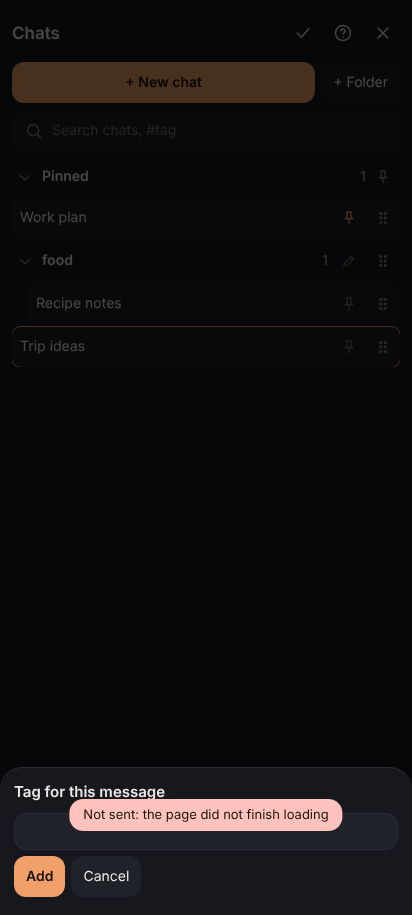 Chats
+ New chat
+ Folder
Search chats, #tag
Pinned 1
Work plan
food 1
Recipe notes
Trip ideas
Tag for this message
Not sent: the page did not finish loading
Add
Cancel